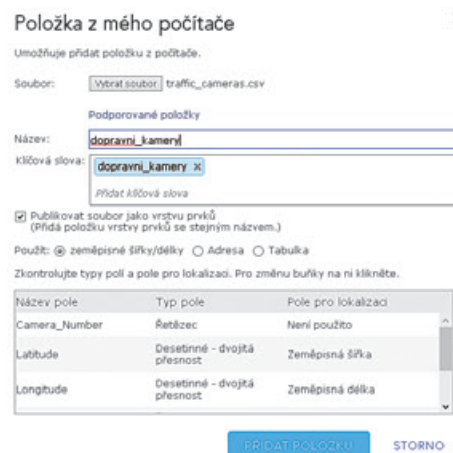 Položka z mého počítače
Umožňuje přidat položku z počítače.
Soubor: Vybrat soubor traffic_cameras.csv
Podporované položky
Název: dopravni_kamery
Klíčová slova: dopravni_kamery x
Přidat klíčová slova
Publikovat soubor jako vrstvu prvků
(Přidá položku vrstvy prvků se stejným názvem.)
Použít: zeměpisné šířky/délky Adresa Tabulka
Zkontrolujte typy polí a pole pro lokalizaci. Pro změnu buňky na ni klikněte.
Název pole Typ pole Pole pro lokalizaci
Camera_Number Řetězec Není použito
Latitude Desetinné - dvojitá přesnost Zeměpisná šířka
Longitude Desetinné - dvojitá přesnost Zeměpisná délka
PŘIDAT POLOŽKU STORNO